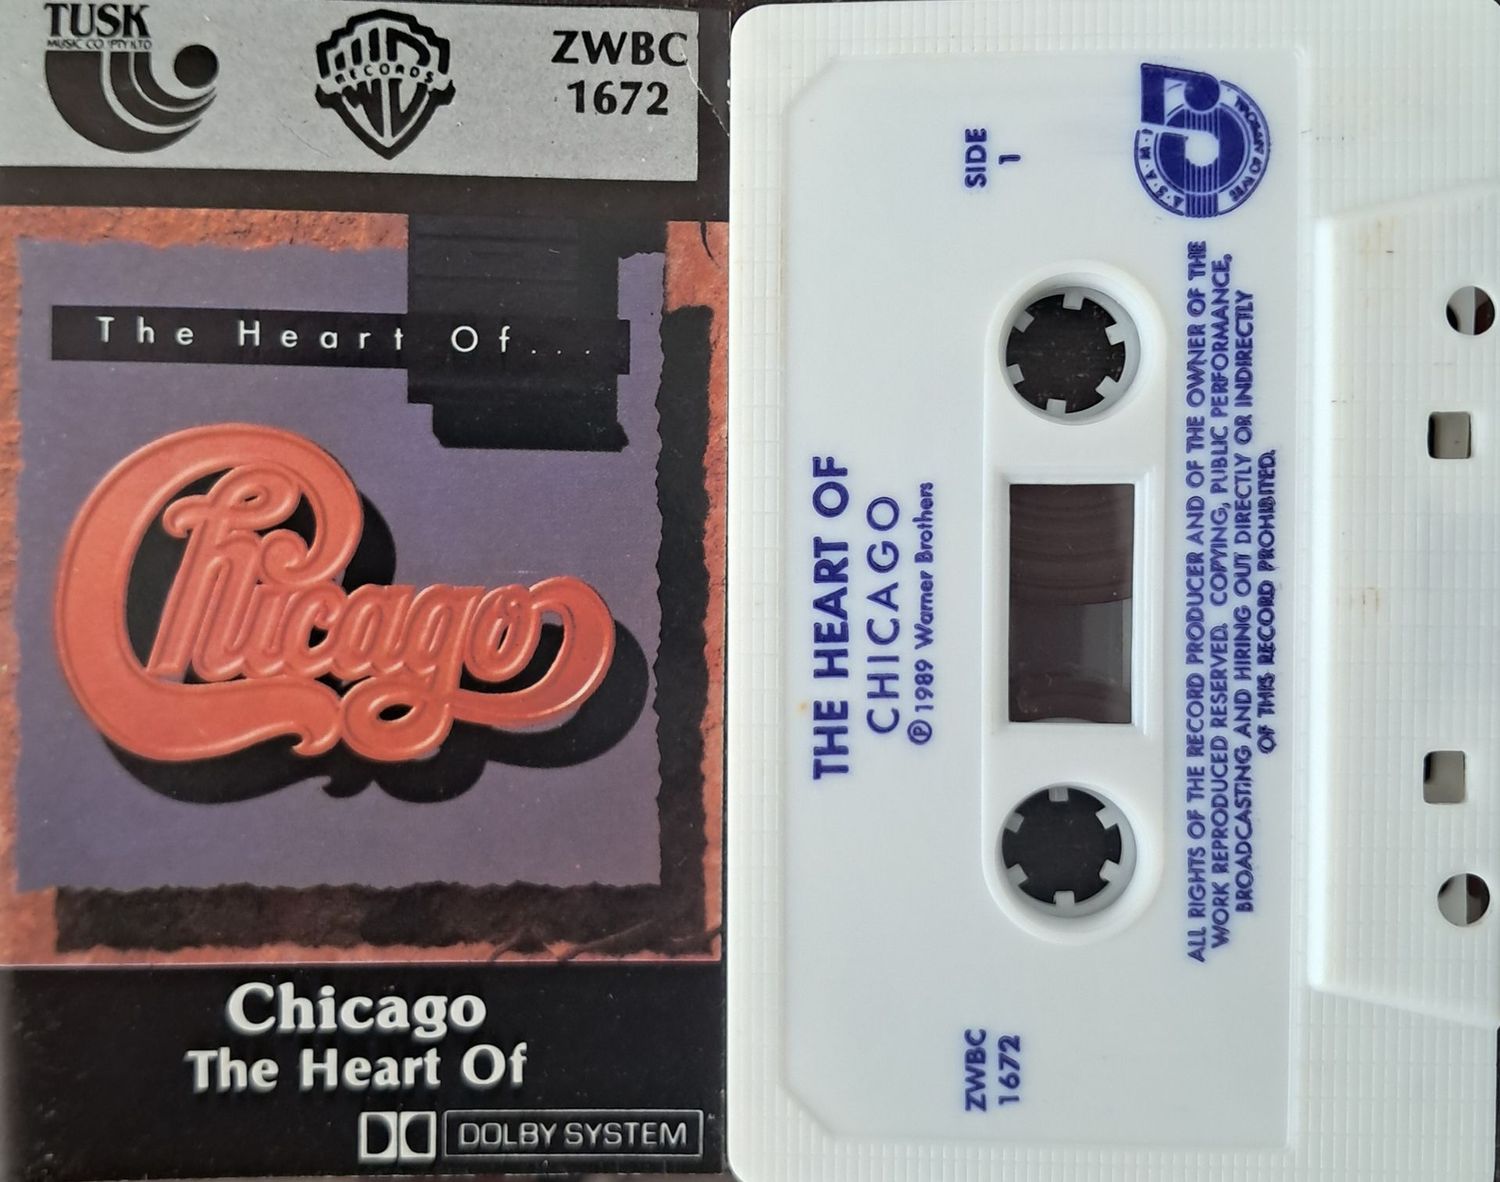 TUSK
MUSIC CO (PTY) LTD
RECORDS
ZWBC
1672
The Heart Of...
Chicago
Chicago
The Heart Of
DOLBY SYSTEM
SIDE
1
THE HEART OF
CHICAGO
Ⓟ 1989 Warner Brothers
ZWBC
1672
ALL RIGHTS OF THE RECORD PRODUCER AND OF THE OWNER OF THE
WORK REPRODUCED RESERVED. COPYING, PUBLIC PERFORMANCE,
BROADCASTING AND HIRING OUT DIRECTLY OR INDIRECTLY
OF THIS RECORD PROHIBITED.